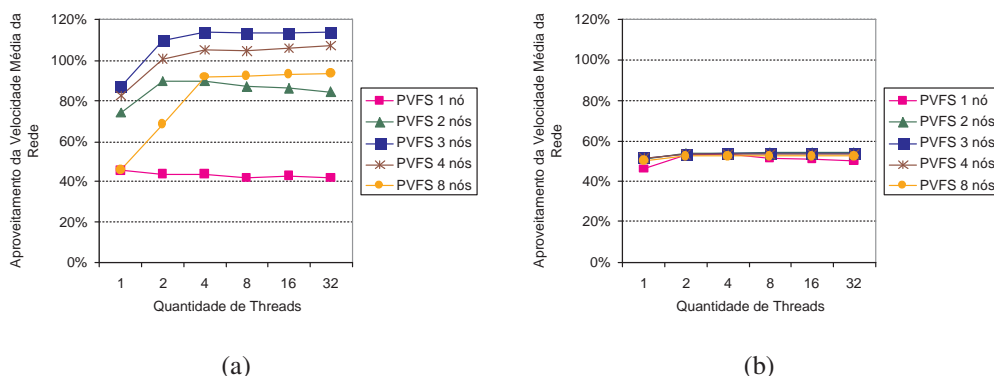 Aproveitamento da Velocidade Média da
Rede
120%
100%
80%
60%
40%
20%
0%
1 2 4 8 16 32
Quantidade de Threads
PVFS 1 nó
PVFS 2 nós
PVFS 3 nós
PVFS 4 nós
PVFS 8 nós
(a)
Aproveitamento da Velocidade Média da
Rede
120%
100%
80%
60%
40%
20%
0%
1 2 4 8 16 32
Quantidade de Threads
PVFS 1 nó
PVFS 2 nós
PVFS 3 nós
PVFS 4 nós
PVFS 8 nós
(b)